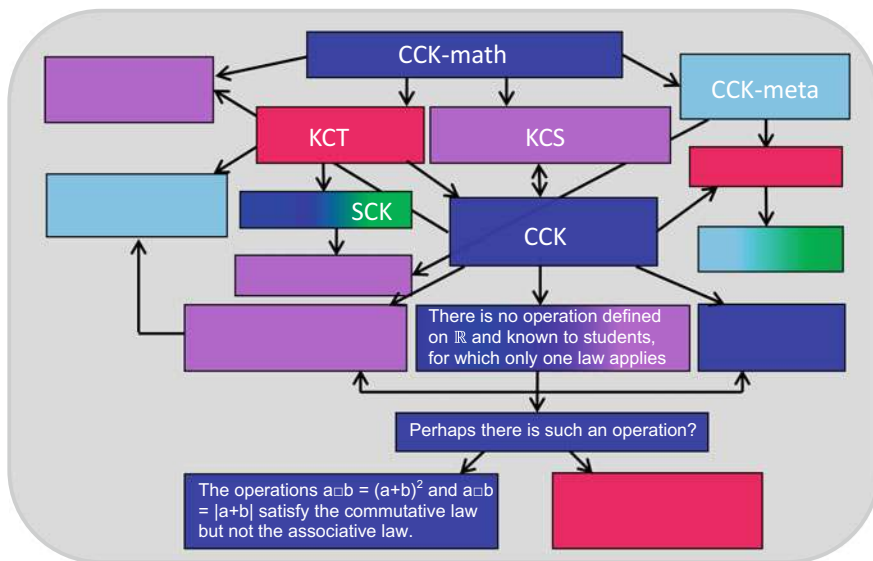 CCK-math
CCK-meta
KCT
KCS
SCK
CCK
There is no operation defined
on ℝ and known to students,
for which only one law applies
Perhaps there is such an operation?
The operations a□b = (a+b)² and a□b
= |a+b| satisfy the commutative law
but not the associative law.